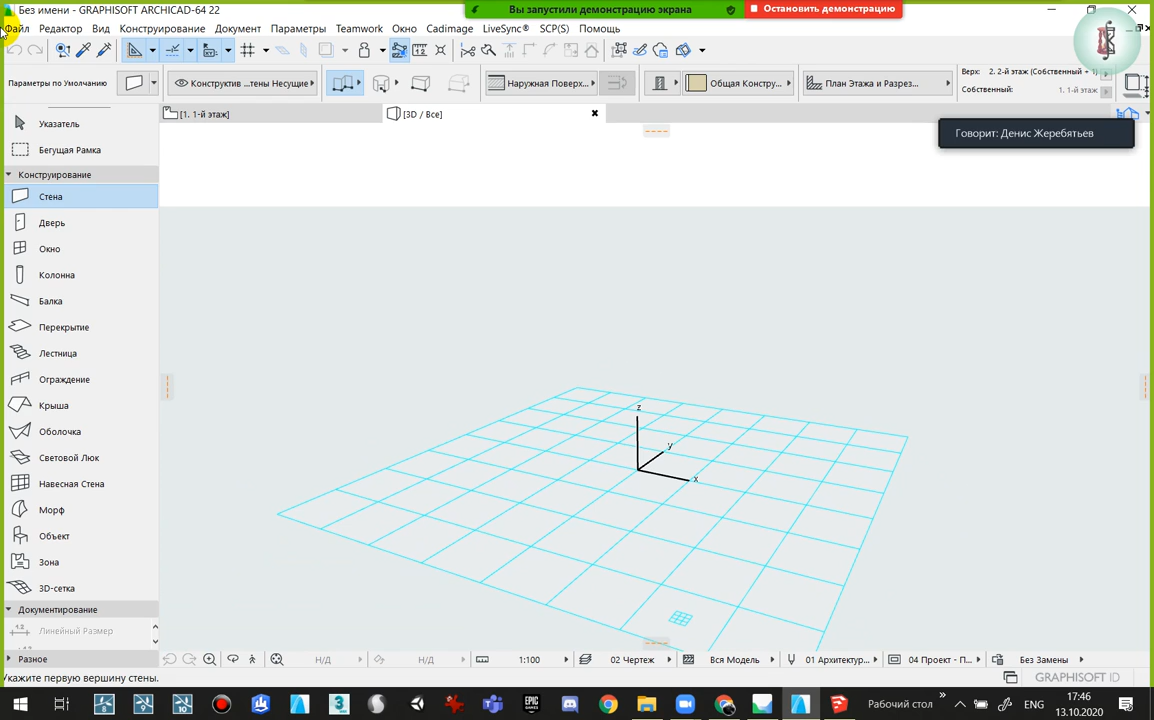 Без имени - GRAPHISOFT ARCHICAD-64 22
Вы запустили демонстрацию экрана
Остановить демонстрацию
Файл Редактор Вид Конструирование Документ Параметры Teamwork Окно Cadimage LiveSync® SCP(S) Помощь
Параметры по Умолчанию
Конструктив ...тены Несущие
Наружная Поверх...
Общая Констру...
План Этажа и Разрез...
Верх: 2. 2-й этаж (Собственный + 1)
Собственный: 1. 1-й этаж
[1. 1-й этаж]
[3D / Все]
Говорит: Денис Жеребятьев
Указатель
Бегущая Рамка
Конструирование
Стена
Дверь
Окно
Колонна
Балка
Перекрытие
Лестница
Ограждение
Крыша
Оболочка
Световой Люк
Навесная Стена
Морф
Объект
Зона
3D-сетка
Документирование
Линейный Размер
Разное
z
y
x
Н/Д
Н/Д
1:100
02 Чертеж
Вся Модель
01 Архитектур...
04 Проект - П...
Без Замены
Укажите первую вершину стены.
GRAPHISOFT ID
Рабочий стол
ENG
17:46
13.10.2020